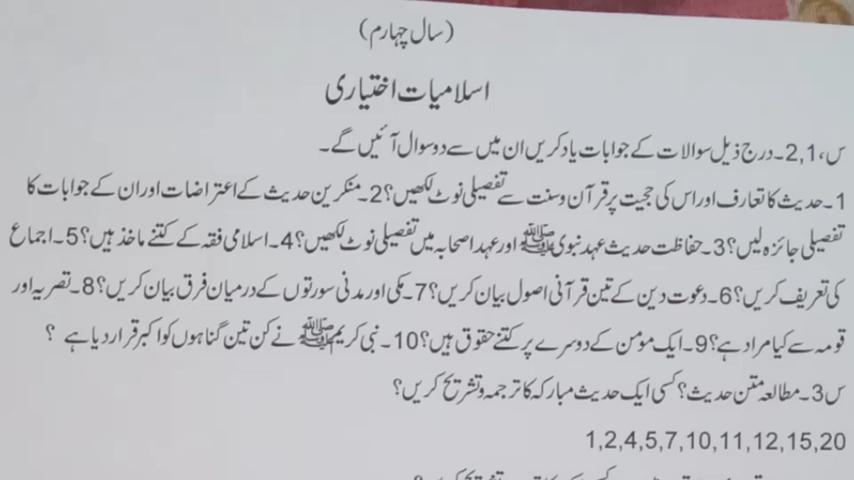 (سال چہارم)
اسلامیات اختیاری
س،2,1۔درج ذیل سوالات کے جوابات یاد کریں ان میں سے دو سوال آئیں گے۔
1۔حدیث کا تعارف اور اس کی حجیت پر قرآن وسنت سے تفصیلی نوٹ لکھیں؟2۔منکرین حدیث کے اعتراضات اور ان کے جوابات کا
تفصیلی جائزہ لیں؟3۔حفاظت حدیث عہد نبویﷺ اور عہد اصحابہ میں تفصیلی نوٹ لکھیں؟4۔اسلامی فقہ کے کتنے ماخذ ہیں؟5۔اجماع
کی تعریف کریں؟6۔دعوت دین کے تین قرآنی اصول بیان کریں؟7۔مکی اور مدنی سورتوں کے درمیان فرق بیان کریں؟8۔تصریہ اور
قومہ سے کیا مراد ہے؟9۔ایک مؤمن کے دوسرے پر کتنے حقوق ہیں؟10۔نبی کریمﷺ نے کن تین گناہوں کو اکبر قرار دیا ہے ؟
س3۔مطالعہ متن حدیث؟ کسی ایک حدیث مبارکہ کا ترجمہ وتشریح کریں؟
1,2,4,5,7,10,11,12,15,20